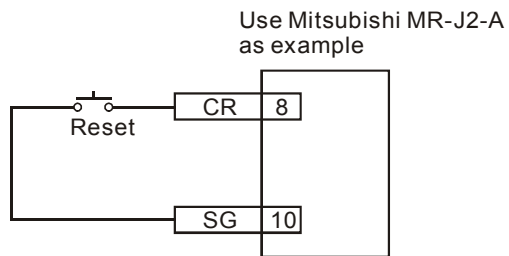 Use Mitsubishi MR-J2-A
as example
CR 8
Reset
SG 10